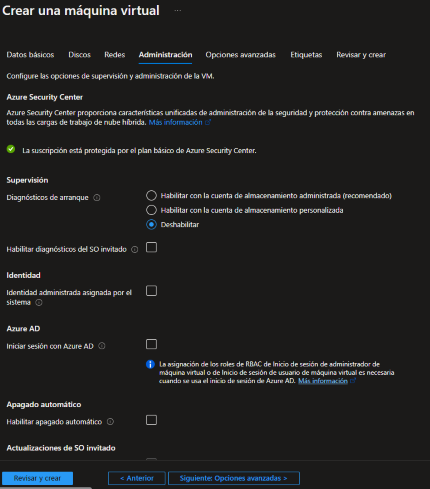 Crear una máquina virtual ...
Datos básicos Discos Redes Administración Opciones avanzadas Etiquetas Revisar y crear
Configure las opciones de supervisión y administración de la VM.
Azure Security Center
Azure Security Center proporciona características unificadas de administración de la seguridad y protección contra amenazas en
todas las cargas de trabajo de nube híbrida. Más información
La suscripción está protegida por el plan básico de Azure Security Center.
Supervisión
Diagnósticos de arranque
Habilitar con la cuenta de almacenamiento administrada (recomendado)
Habilitar con la cuenta de almacenamiento personalizada
Deshabilitar
Habilitar diagnósticos del SO invitado
Identidad
Identidad administrada asignada por el
sistema
Azure AD
Iniciar sesión con Azure AD
La asignación de los roles de RBAC de Inicio de sesión de administrador de
máquina virtual o de Inicio de sesión de usuario de máquina virtual es necesaria
cuando se usa el inicio de sesión de Azure AD. Más información
Apagado automático
Habilitar apagado automático
Actualizaciones de SO invitado
Revisar y crear < Anterior Siguiente: Opciones avanzadas >